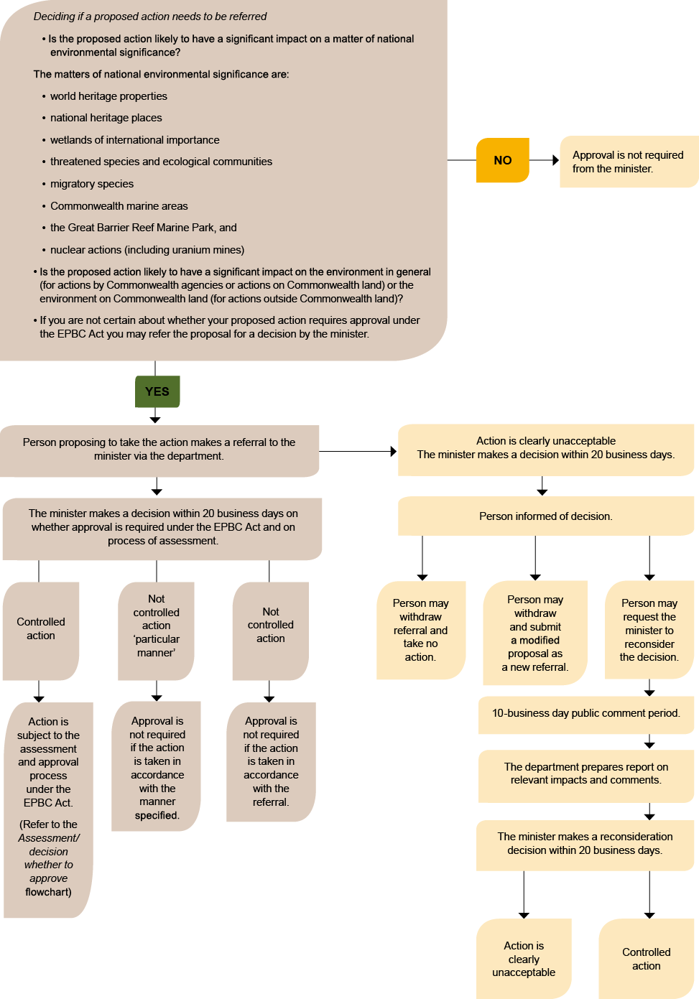 Deciding if a proposed action needs to be referred
• Is the proposed action likely to have a significant impact on a matter of national
environmental significance?
The matters of national environmental significance are:
• world heritage properties
• national heritage places
• wetlands of international importance
• threatened species and ecological communities
• migratory species
• Commonwealth marine areas
• the Great Barrier Reef Marine Park, and
• nuclear actions (including uranium mines)
• Is the proposed action likely to have a significant impact on the environment in general
(for actions by Commonwealth agencies or actions on Commonwealth land) or the
environment on Commonwealth land (for actions outside Commonwealth land)?
• If you are not certain about whether your proposed action requires approval under
the EPBC Act you may refer the proposal for a decision by the minister.
NO
Approval is not required
from the minister.
YES
Person proposing to take the action makes a referral to the
minister via the department.
Action is clearly unacceptable
The minister makes a decision within 20 business days.
The minister makes a decision within 20 business days on
whether approval is required under the EPBC Act and on
process of assessment.
Person informed of decision.
Controlled
action
Not
controlled
action
‘particular
manner’
Not
controlled
action
Person may
withdraw
referral and
take no
action.
Person may
withdraw
and submit
a modified
proposal as
a new referral.
Person may
request the
minister to
reconsider
the decision.
Action is
subject to the
assessment
and approval
process
under the
EPBC Act.
(Refer to the
Assessment/
decision
whether to
approve
flowchart)
Approval is
not required
if the action
is taken in
accordance
with the
manner
specified.
Approval is
not required
if the action
is taken in
accordance
with the
referral.
10-business day public comment period.
The department prepares report on
relevant impacts and comments.
The minister makes a reconsideration
decision within 20 business days.
Action is
clearly
unacceptable
Controlled
action